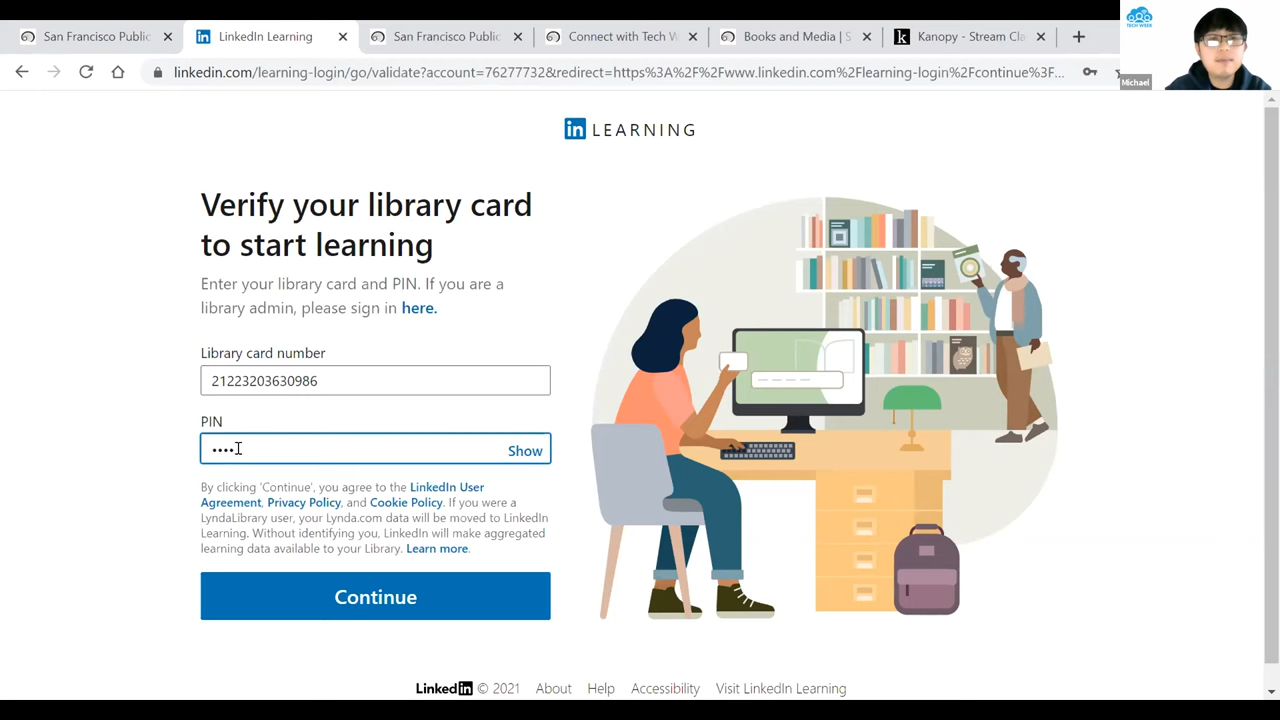 San Francisco Public
LinkedIn Learning
San Francisco Public
Connect with Tech W
Books and Media | S
Kanopy - Stream Cla
TECH WEEK
Michael
linkedin.com/learning-login/go/validate?account=76277732&redirect=https%3A%2F%2Fwww.linkedin.com%2Flearning-login%2Fcontinue%3F...
in LEARNING
Verify your library card
to start learning
Enter your library card and PIN. If you are a
library admin, please sign in here.
Library card number
21223203630986
PIN
••••
Show
By clicking 'Continue', you agree to the LinkedIn User
Agreement, Privacy Policy, and Cookie Policy. If you were a
LyndaLibrary user, your Lynda.com data will be moved to LinkedIn
Learning. Without identifying you, LinkedIn will make aggregated
learning data available to your Library. Learn more.
Continue
LinkedIn © 2021 About Help Accessibility Visit LinkedIn Learning